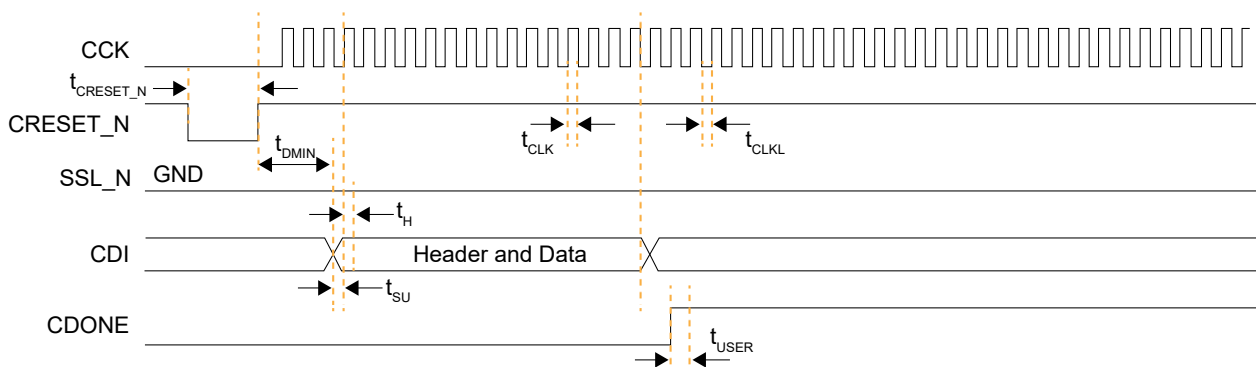 CCK
tCRESET_N
CRESET_N
tCLK
tCLKL
tDMIN
SSL_N GND
tH
CDI Header and Data
tSU
CDONE
tUSER